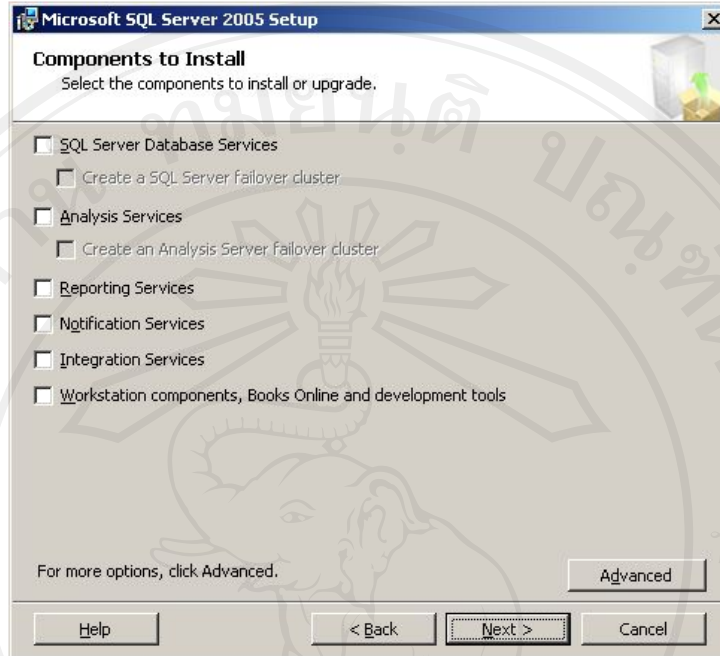 Microsoft SQL Server 2005 Setup
Components to Install
Select the components to install or upgrade.
SQL Server Database Services
Create a SQL Server failover cluster
Analysis Services
Create an Analysis Server failover cluster
Reporting Services
Notification Services
Integration Services
Workstation components, Books Online and development tools
For more options, click Advanced.
Advanced
Help
< Back
Next >
Cancel